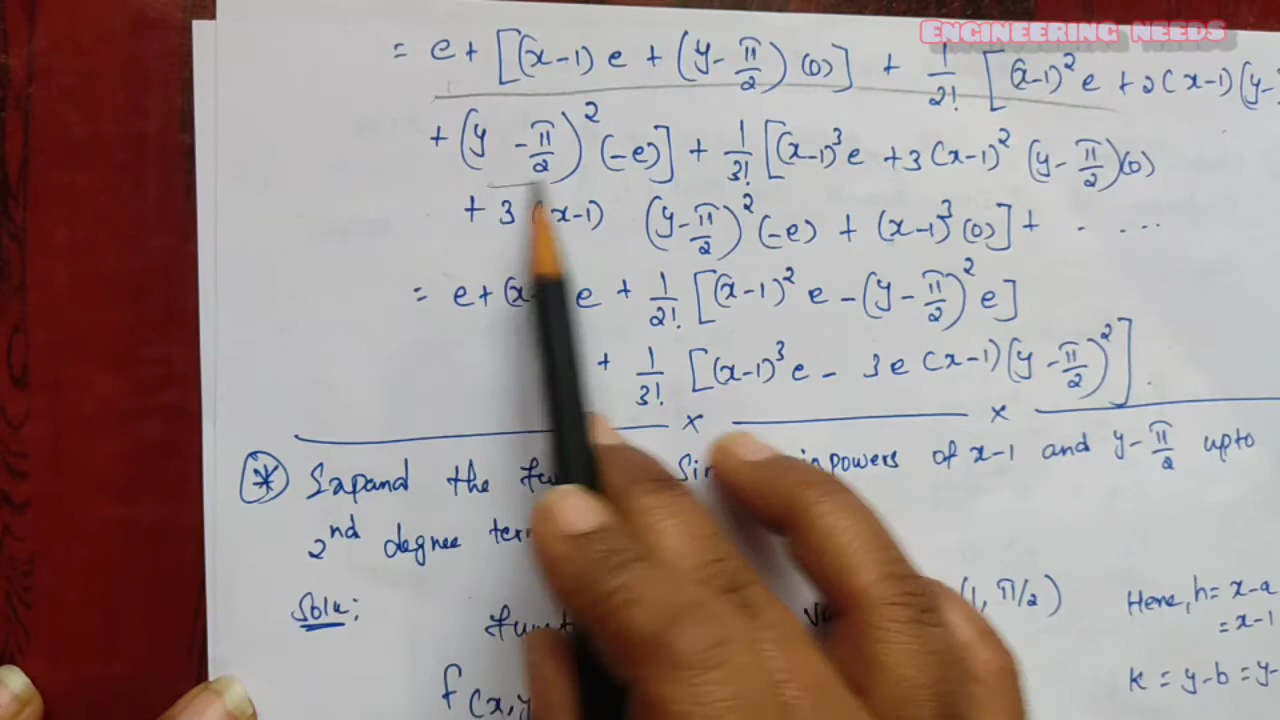 ENGINEERING NEEDS
= e + [(x-1) e + (y - π/2) (0)] + 1/2! [(x-1)² e + 2(x-1)(y-
+ (y - π/2)² (-e)] + 1/3! [(x-1)³ e + 3(x-1)² (y - π/2)(0)
+ 3 (x-1) (y - π/2)² (-e) + (x-1)³ (0)] + - ...
= e + (x e + 1/2! [(x-1)² e - (y - π/2)² e]
+ 1/3! [(x-1)³ e - 3e (x-1)(y - π/2)²].
x x
* Expand the in powers of x-1 and y - π/2 upto
2nd degree
Soln: (1, π/2) Here, h = x-a
= x-1
f(x,y K = y-b = y-